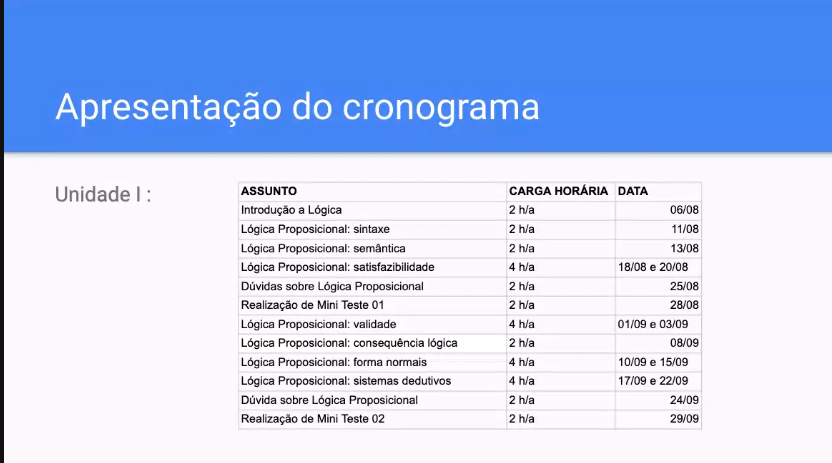 Apresentação do cronograma
Unidade I :
ASSUNTO CARGA HORÁRIA DATA
Introdução a Lógica 2 h/a 06/08
Lógica Proposicional: sintaxe 2 h/a 11/08
Lógica Proposicional: semântica 2 h/a 13/08
Lógica Proposicional: satisfazibilidade 4 h/a 18/08 e 20/08
Dúvidas sobre Lógica Proposicional 2 h/a 25/08
Realização de Mini Teste 01 2 h/a 28/08
Lógica Proposicional: validade 4 h/a 01/09 e 03/09
Lógica Proposicional: consequência lógica 2 h/a 08/09
Lógica Proposicional: forma normais 4 h/a 10/09 e 15/09
Lógica Proposicional: sistemas dedutivos 4 h/a 17/09 e 22/09
Dúvida sobre Lógica Proposicional 2 h/a 24/09
Realização de Mini Teste 02 2 h/a 29/09